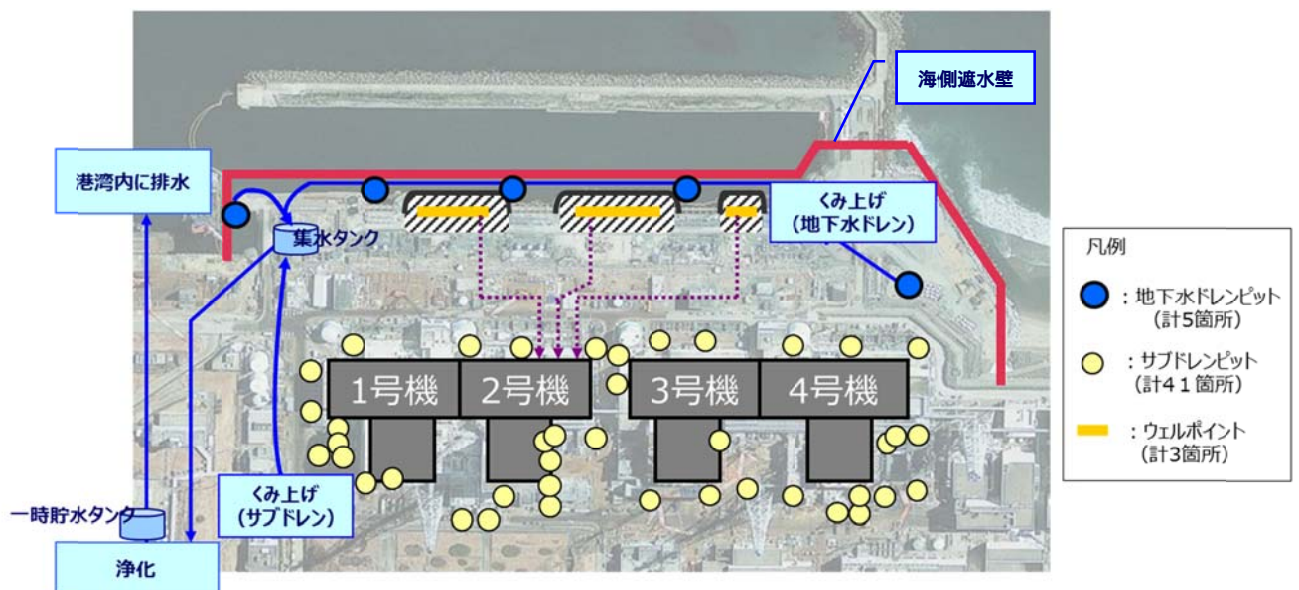 海側遮水壁
港湾内に排水
くみ上げ
(地下水ドレン)
集水タンク
凡例
：地下水ドレンピット
(計5箇所)
：サブドレンピット
(計41箇所)
：ウェルポイント
(計3箇所)
1号機
2号機
3号機
4号機
くみ上げ
(サブドレン)
一時貯水タンク
浄化